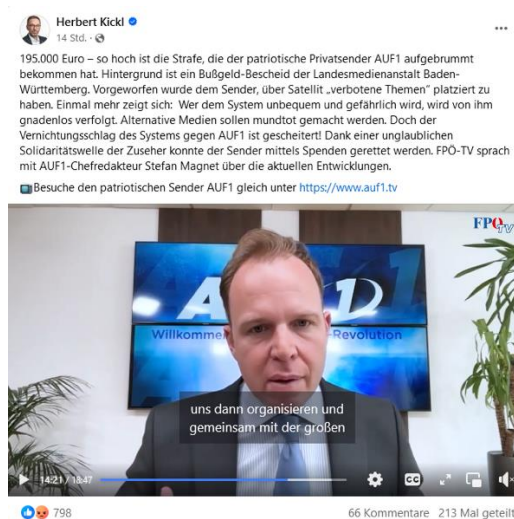 Herbert Kickl
14 Std. ·
195.000 Euro – so hoch ist die Strafe, die der patriotische Privatsender AUF1 aufgebrummt
bekommen hat. Hintergrund ist ein Bußgeld-Bescheid der Landesmedienanstalt Baden-
Württemberg. Vorgeworfen wurde dem Sender, über Satellit „verbotene Themen“ platziert zu
haben. Einmal mehr zeigt sich: Wer dem System unbequem und gefährlich wird, wird von ihm
gnadenlos verfolgt. Alternative Medien sollen mundtot gemacht werden. Doch der
Vernichtungsschlag des Systems gegen AUF1 ist gescheitert! Dank einer unglaublichen
Solidaritätswelle der Zuseher konnte der Sender mittels Spenden gerettet werden. FPÖ-TV sprach
mit AUF1-Chefredakteur Stefan Magnet über die aktuellen Entwicklungen.
Besuche den patriotischen Sender AUF1 gleich unter https://www.auf1.tv
FPÖTV
A 1
Willkomme -Revolution
uns dann organisieren und
gemeinsam mit der großen
14:21 / 18:47
CC
798
66 Kommentare 213 Mal geteilt